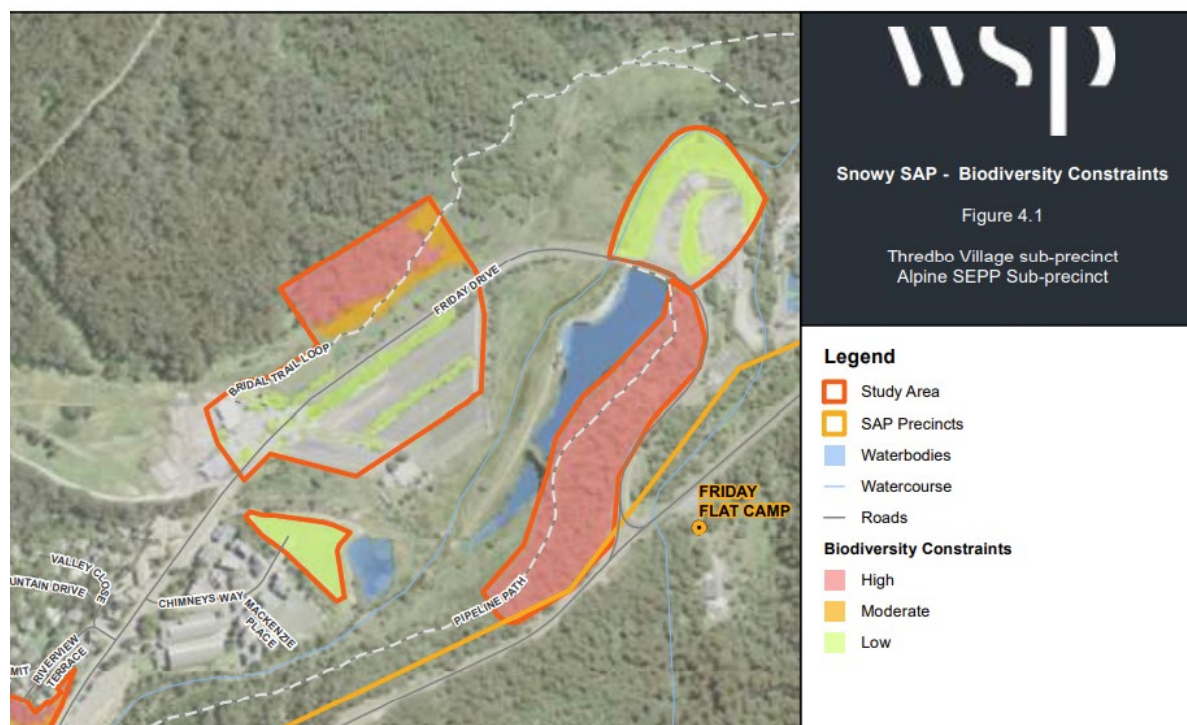 wsp
Snowy SAP - Biodiversity Constraints
Figure 4.1
Thredbo Village sub-precinct
Alpine SEPP Sub-precinct
Legend
Study Area
SAP Precincts
Waterbodies
Watercourse
Roads
Biodiversity Constraints
High
Moderate
Low
FRIDAY DRIVE
BRIDAL TRAIL LOOP
FRIDAY
FLAT CAMP
VALLEY CLOSE
UNTAIN DRIVE
CHIMNEYS WAY
MACKENZIE
PLACE
PIPELINE PATH
MIT
RIVERVIEW
TERRACE